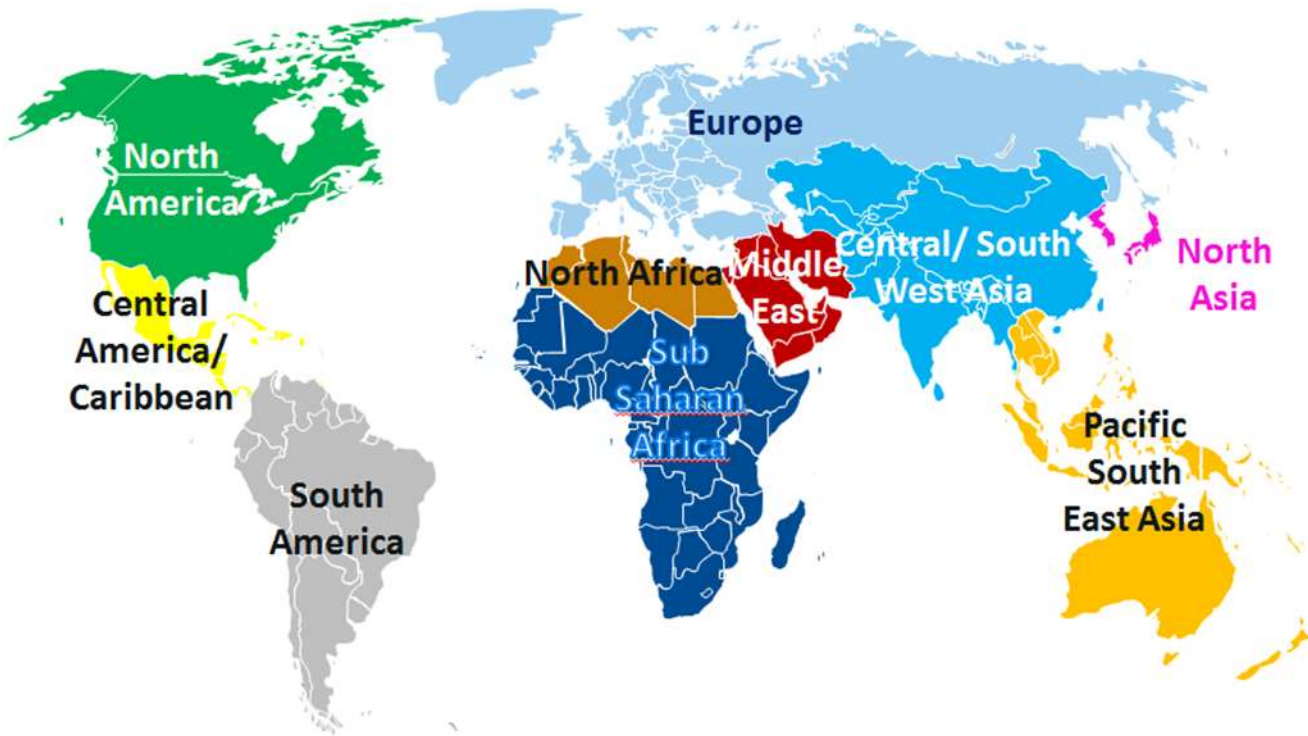 Europe
North
America
North Africa
Middle
East
Central/ South
West Asia
North
Asia
Central
America/
Caribbean
Sub
Saharan
Africa
South
America
Pacific
South
East Asia